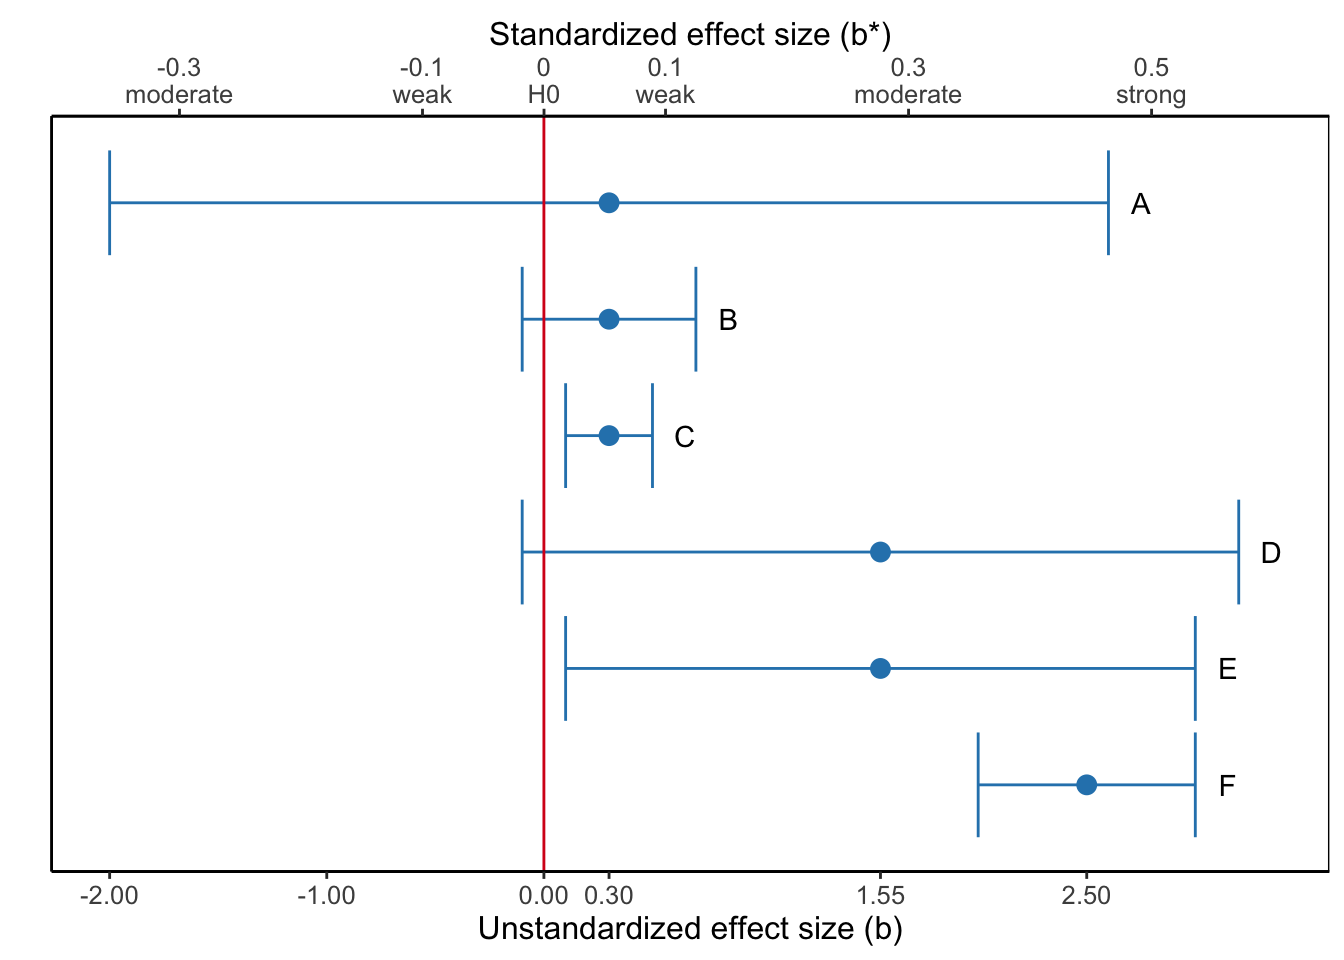 Standardized effect size (b*)
-0.3 -0.1 0 0.1 0.3 0.5
moderate weak H0 weak moderate strong
A
B
C
D
E
F
-2.00 -1.00 0.00 0.30 1.55 2.50
Unstandardized effect size (b)